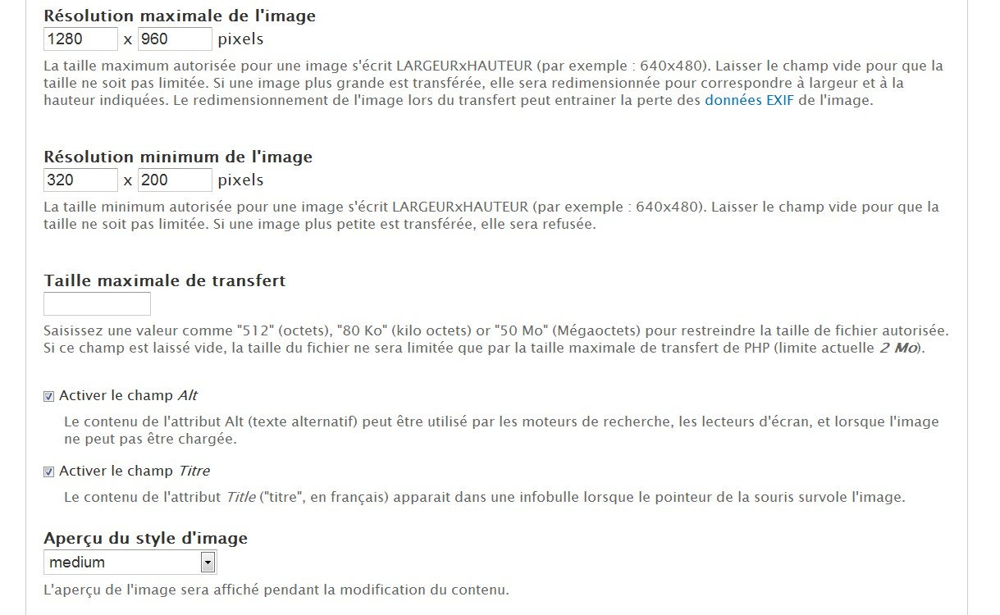 Résolution maximale de l'image
1280 x 960 pixels
La taille maximum autorisée pour une image s'écrit LARGEURxHAUTEUR (par exemple : 640x480). Laisser le champ vide pour que la
taille ne soit pas limitée. Si une image plus grande est transférée, elle sera redimensionnée pour correspondre à largeur et à la
hauteur indiquées. Le redimensionnement de l'image lors du transfert peut entrainer la perte des données EXIF de l'image.
Résolution minimum de l'image
320 x 200 pixels
La taille minimum autorisée pour une image s'écrit LARGEURxHAUTEUR (par exemple : 640x480). Laisser le champ vide pour que la
taille ne soit pas limitée. Si une image plus petite est transférée, elle sera refusée.
Taille maximale de transfert
Saisissez une valeur comme "512" (octets), "80 Ko" (kilo octets) or "50 Mo" (Mégaoctets) pour restreindre la taille de fichier autorisée.
Si ce champ est laissé vide, la taille du fichier ne sera limitée que par la taille maximale de transfert de PHP (limite actuelle 2 Mo).
Activer le champ Alt
Le contenu de l'attribut Alt (texte alternatif) peut être utilisé par les moteurs de recherche, les lecteurs d'écran, et lorsque l'image
ne peut pas être chargée.
Activer le champ Titre
Le contenu de l'attribut Title ("titre", en français) apparait dans une infobulle lorsque le pointeur de la souris survole l'image.
Aperçu du style d'image
medium
L'aperçu de l'image sera affiché pendant la modification du contenu.